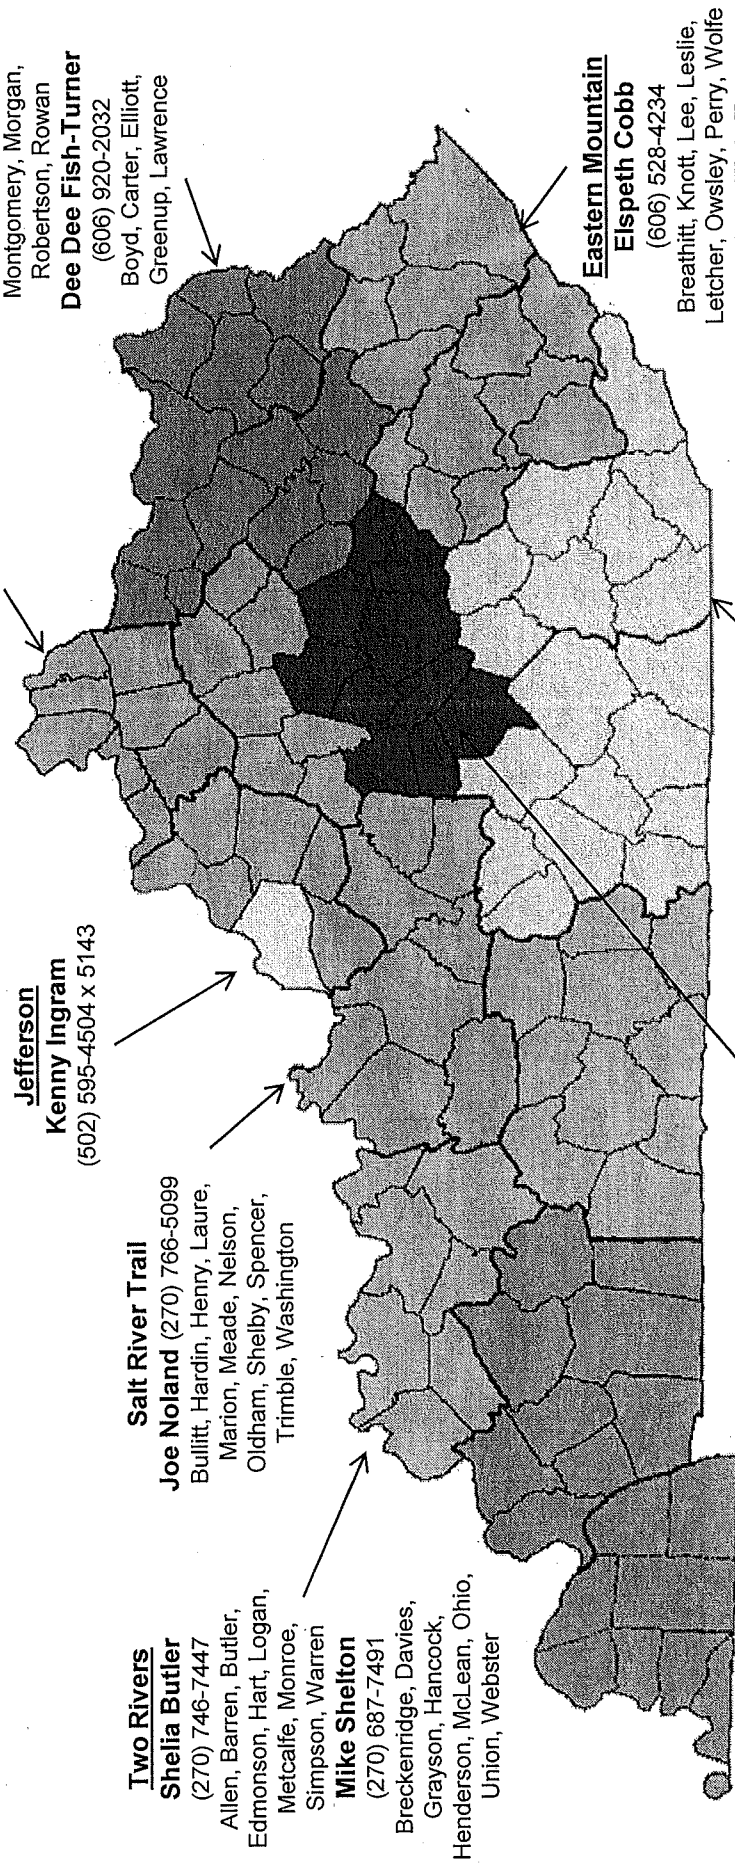 Two Rivers
Shelia Butler
(270) 746-7447
Allen, Barren, Butler,
Edmonson, Hart, Logan,
Metcalfe, Monroe,
Simpson, Warren
Mike Shelton
(270) 687-7491
Breckenridge, Davies,
Grayson, Hancock,
Henderson, McLean, Ohio,
Union, Webster
Salt River Trail
Joe Noland (270) 766-5099
Bullitt, Hardin, Henry, Laure,
Marion, Meade, Nelson,
Oldham, Shelby, Spencer,
Trimble, Washington
Jefferson
Kenny Ingram
(502) 595-4504 x 5143
Montgomery, Morgan,
Robertson, Rowan
Dee Dee Fish-Turner
(606) 920-2032
Boyd, Carter, Elliott,
Greenup, Lawrence
Eastern Mountain
Elspeth Cobb
(606) 528-4234
Breathitt, Knott, Lee, Leslie,
Letcher, Owsley, Perry, Wolfe